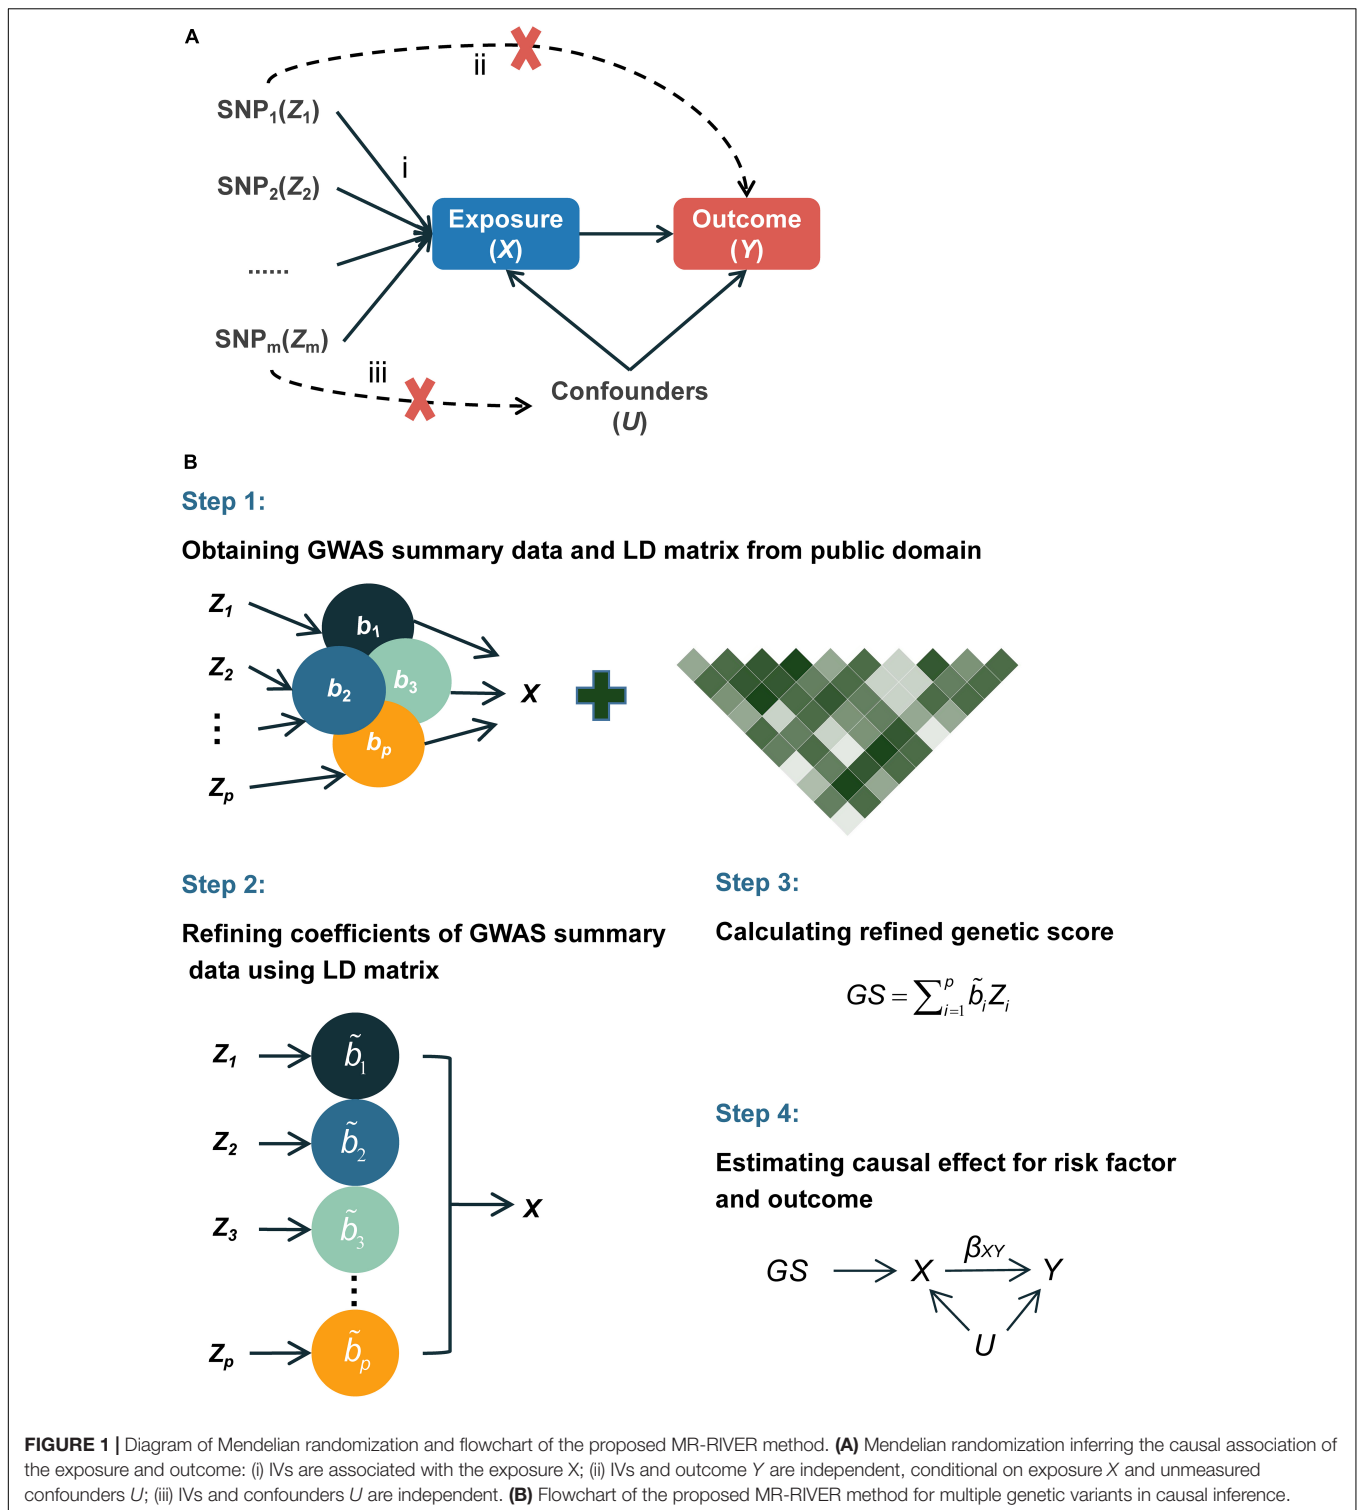 A
SNP1(Z1)
SNP2(Z2)
......
SNPm(Zm)
i
ii
iii
Exposure
(X)
Outcome
(Y)
Confounders
(U)
B
Step 1:
Obtaining GWAS summary data and LD matrix from public domain
Z1
Z2
Zp
b1
b2
b3
bp
X
Step 2:
Refining coefficients of GWAS summary
data using LD matrix
Z1
b̃1
Z2
b̃2
Z3
b̃3
Zp
b̃p
X
Step 3:
Calculating refined genetic score
GS = ∑ᵖi=1 b̃iZi
Step 4:
Estimating causal effect for risk factor
and outcome
GS X βXY Y
U
FIGURE 1 | Diagram of Mendelian randomization and flowchart of the proposed MR-RIVER method. (A) Mendelian randomization inferring the causal association of
the exposure and outcome: (i) IVs are associated with the exposure X; (ii) IVs and outcome Y are independent, conditional on exposure X and unmeasured
confounders U; (iii) IVs and confounders U are independent. (B) Flowchart of the proposed MR-RIVER method for multiple genetic variants in causal inference.